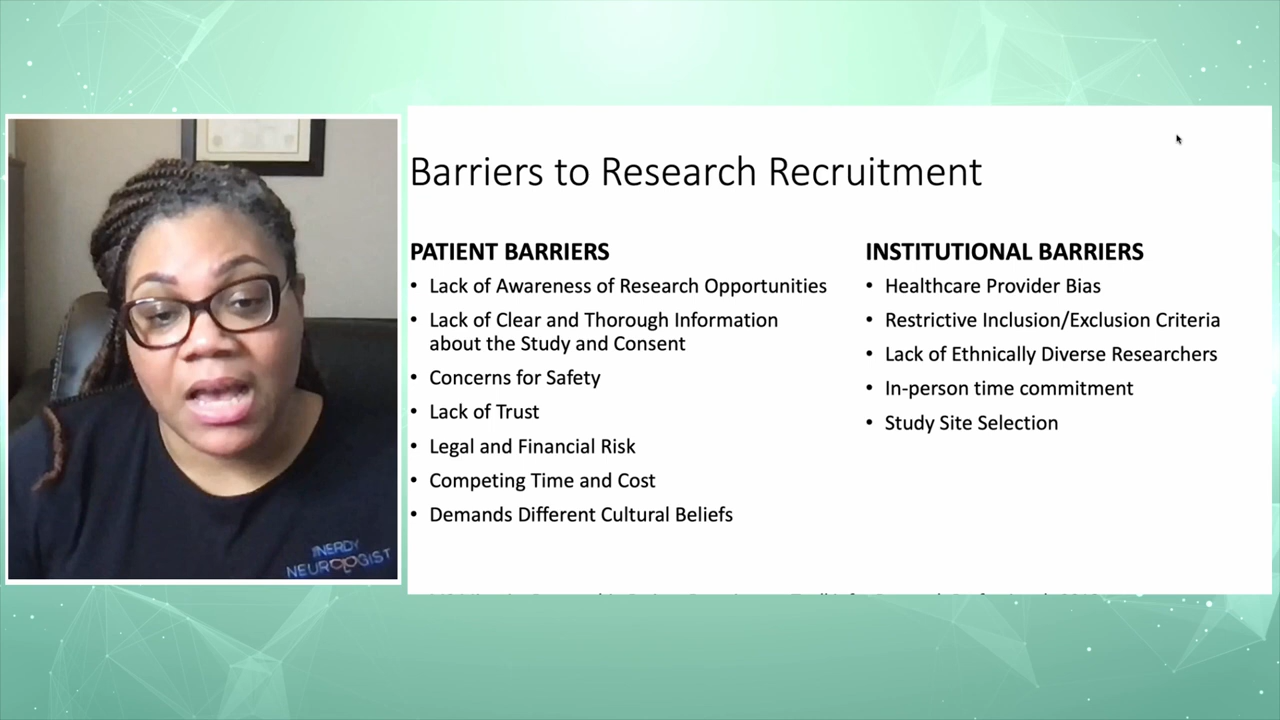 Barriers to Research Recruitment
PATIENT BARRIERS
• Lack of Awareness of Research Opportunities
• Lack of Clear and Thorough Information
about the Study and Consent
• Concerns for Safety
• Lack of Trust
• Legal and Financial Risk
• Competing Time and Cost
• Demands Different Cultural Beliefs
INSTITUTIONAL BARRIERS
• Healthcare Provider Bias
• Restrictive Inclusion/Exclusion Criteria
• Lack of Ethnically Diverse Researchers
• In-person time commitment
• Study Site Selection
NERDY
NEUROLOGIST